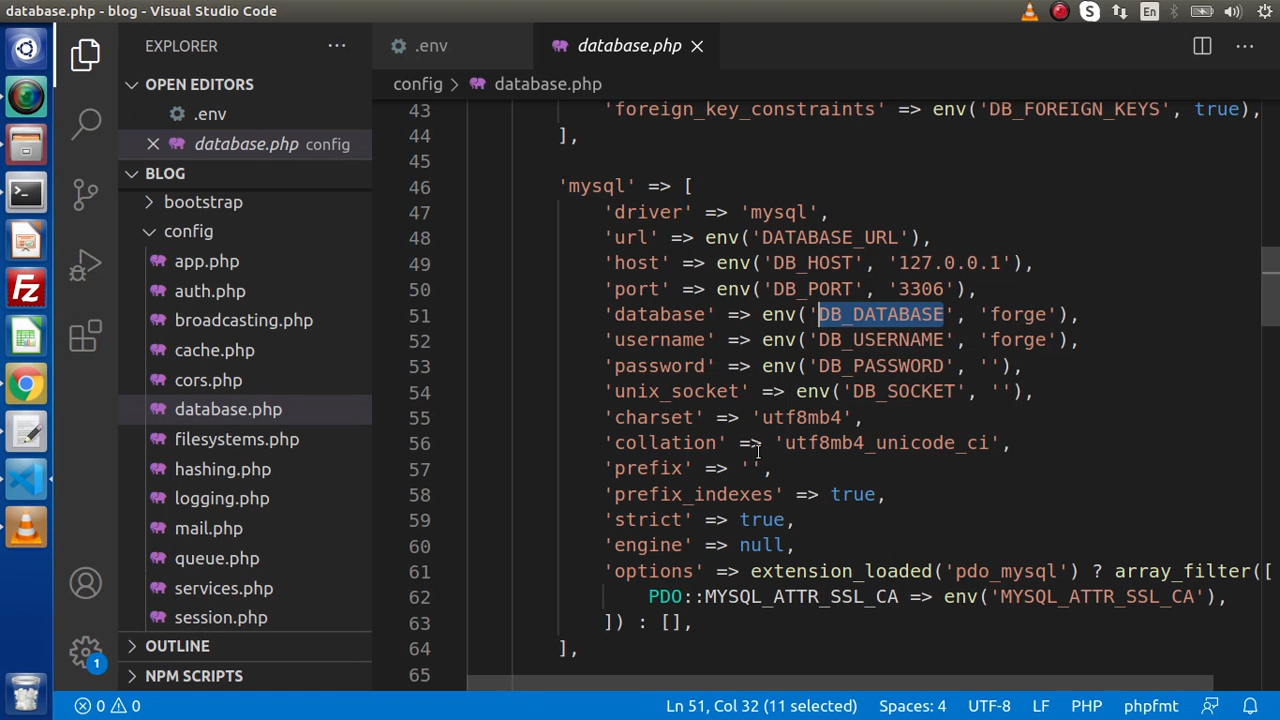 database.php - blog - Visual Studio Code
En
EXPLORER
OPEN EDITORS
.env
database.php config
BLOG
bootstrap
config
app.php
auth.php
broadcasting.php
cache.php
cors.php
database.php
filesystems.php
hashing.php
logging.php
mail.php
queue.php
services.php
session.php
OUTLINE
NPM SCRIPTS
1
.env
database.php
config > database.php
43 'foreign_key_constraints' => env('DB_FOREIGN_KEYS', true),
44 ],
45
46 'mysql' => [
47 'driver' => 'mysql',
48 'url' => env('DATABASE_URL'),
49 'host' => env('DB_HOST', '127.0.0.1'),
50 'port' => env('DB_PORT', '3306'),
51 'database' => env('DB_DATABASE', 'forge'),
52 'username' => env('DB_USERNAME', 'forge'),
53 'password' => env('DB_PASSWORD', ''),
54 'unix_socket' => env('DB_SOCKET', ''),
55 'charset' => 'utf8mb4',
56 'collation' => 'utf8mb4_unicode_ci',
57 'prefix' => '',
58 'prefix_indexes' => true,
59 'strict' => true,
60 'engine' => null,
61 'options' => extension_loaded('pdo_mysql') ? array_filter([
62 PDO::MYSQL_ATTR_SSL_CA => env('MYSQL_ATTR_SSL_CA'),
63 ]) : [],
64 ],
65
0 0 Ln 51, Col 32 (11 selected) Spaces: 4 UTF-8 LF PHP phpfmt